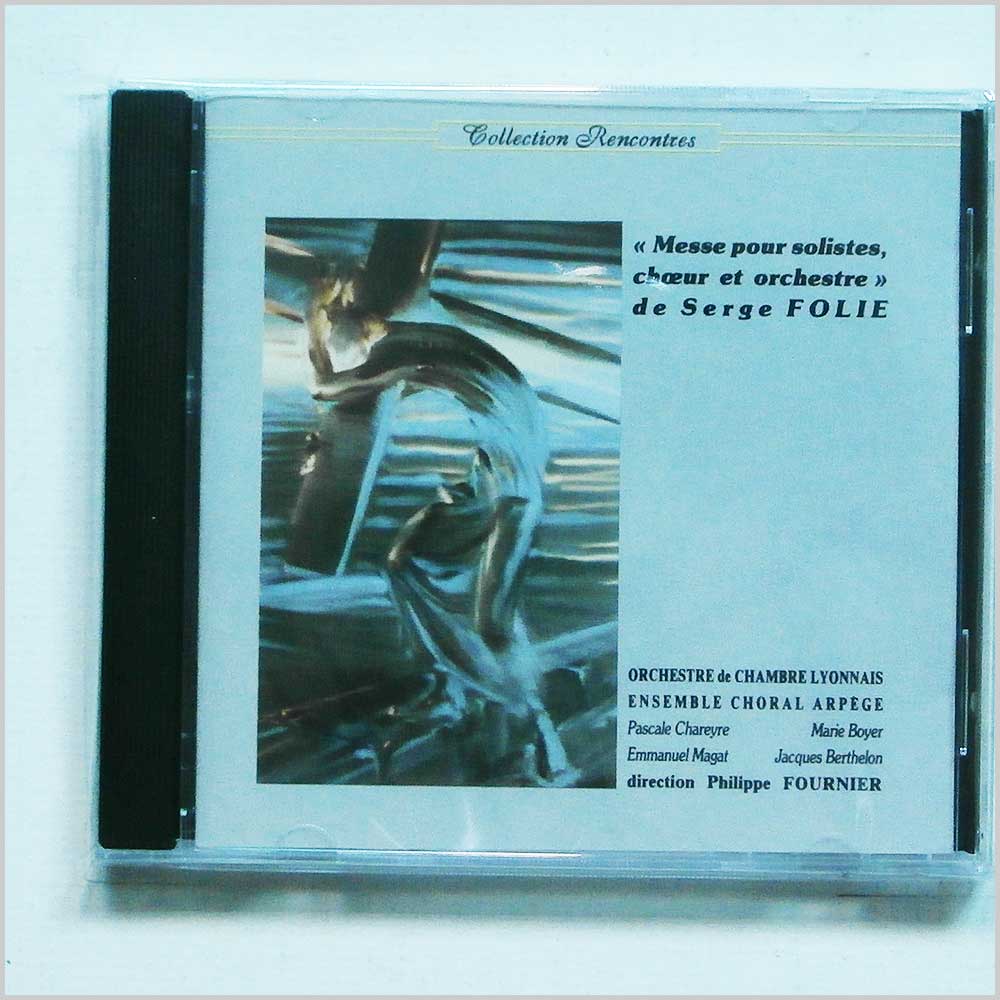 Collection Rencontres
« Messe pour solistes,
chœur et orchestre »
de Serge FOLIE
ORCHESTRE de CHAMBRE LYONNAIS
ENSEMBLE CHORAL ARPÈGE
Pascale Chareyre Marie Boyer
Emmanuel Magat Jacques Berthelon
direction Philippe FOURNIER